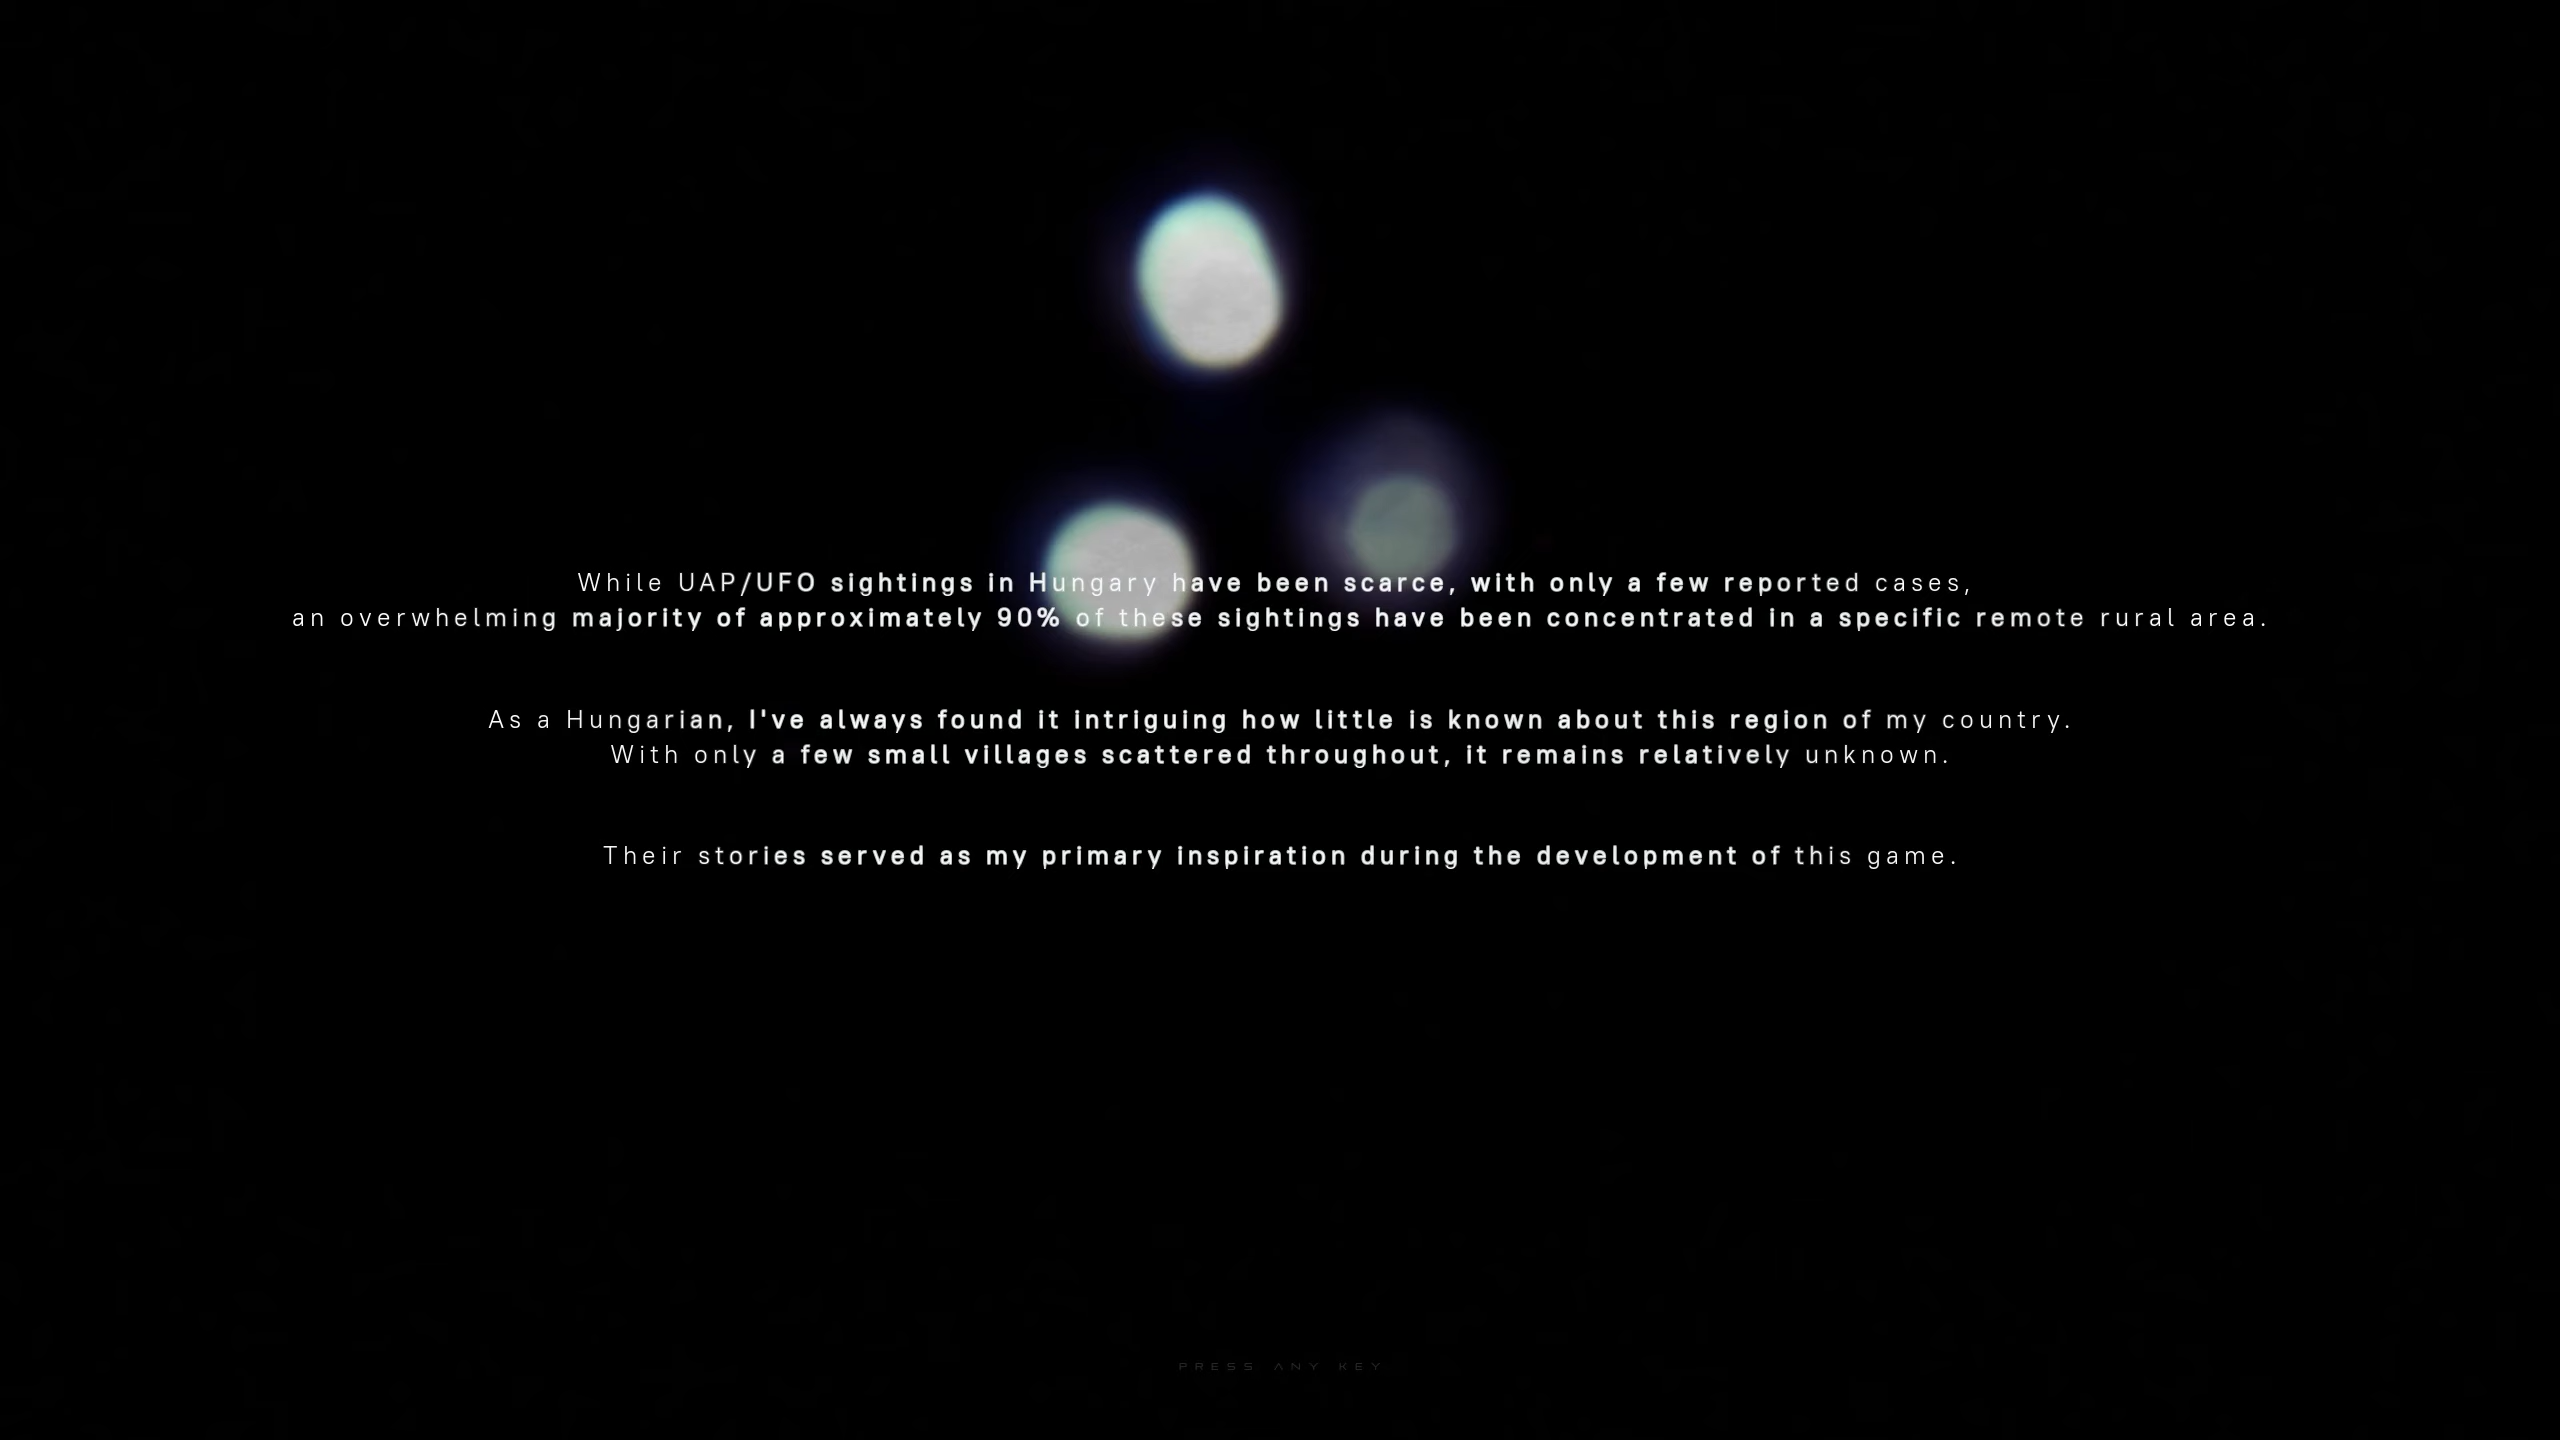 While UAP/UFO sightings in Hungary have been scarce, with only a few reported cases,
an overwhelming majority of approximately 90% of these sightings have been concentrated in a specific remote rural area.
As a Hungarian, I've always found it intriguing how little is known about this region of my country.
With only a few small villages scattered throughout, it remains relatively unknown.
Their stories served as my primary inspiration during the development of this game.
PRESS ANY KEY